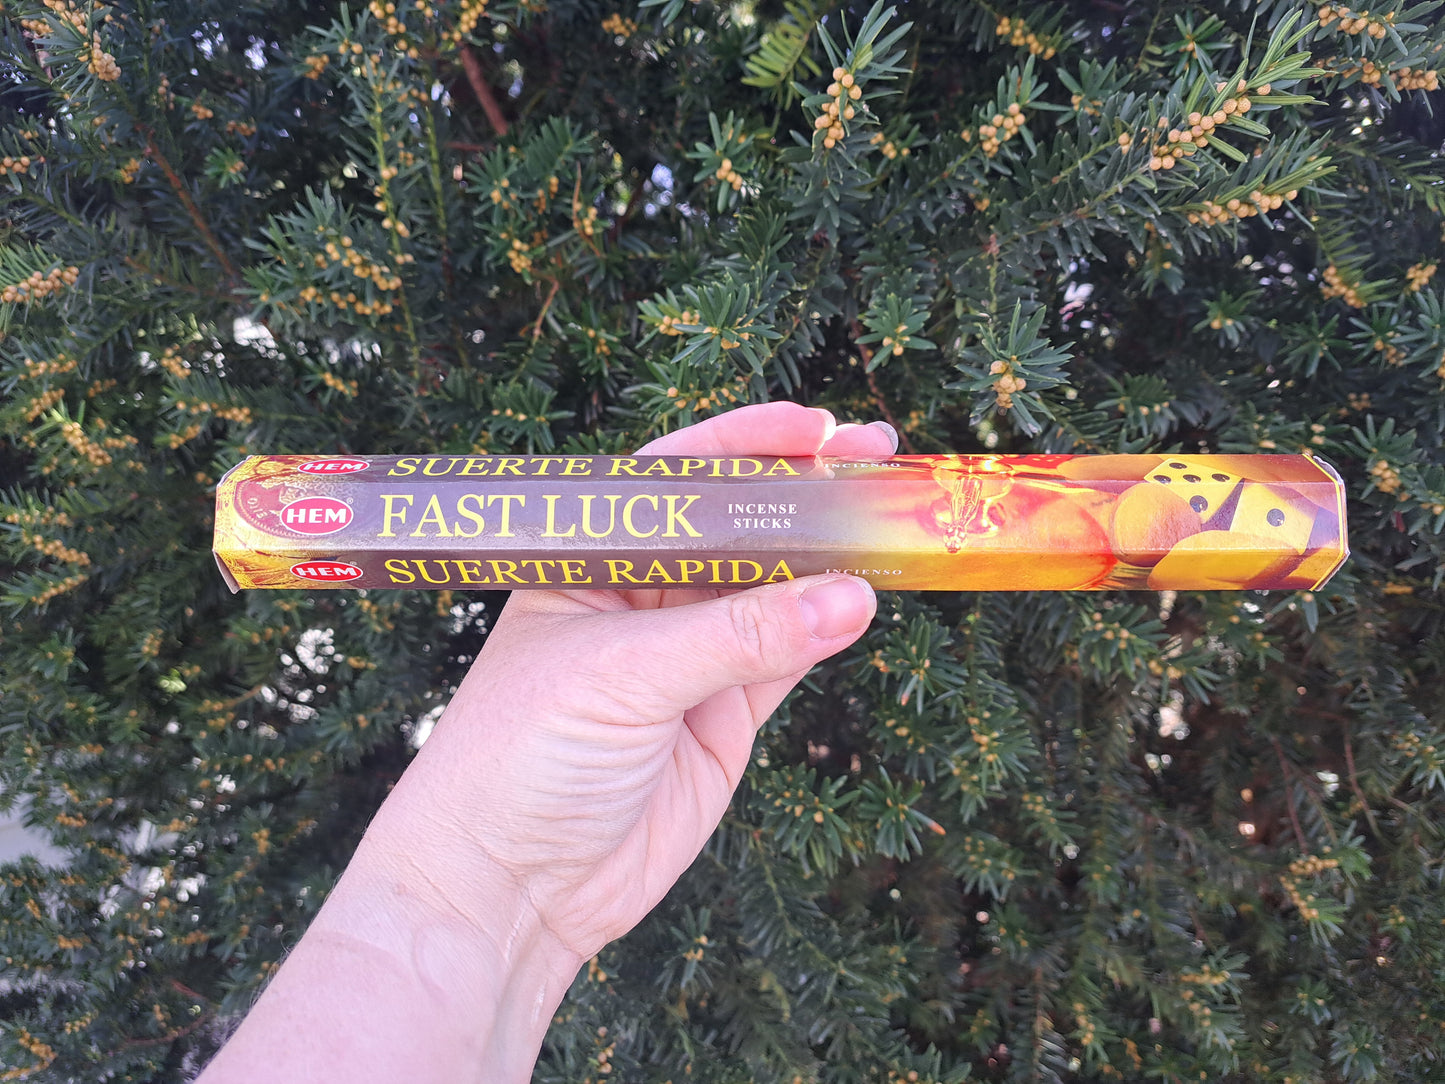 HEM SUERTE RAPIDA INCIENSO
HEM® FAST LUCK INCENSE
STICKS
HEM SUERTE RAPIDA INCIENSO